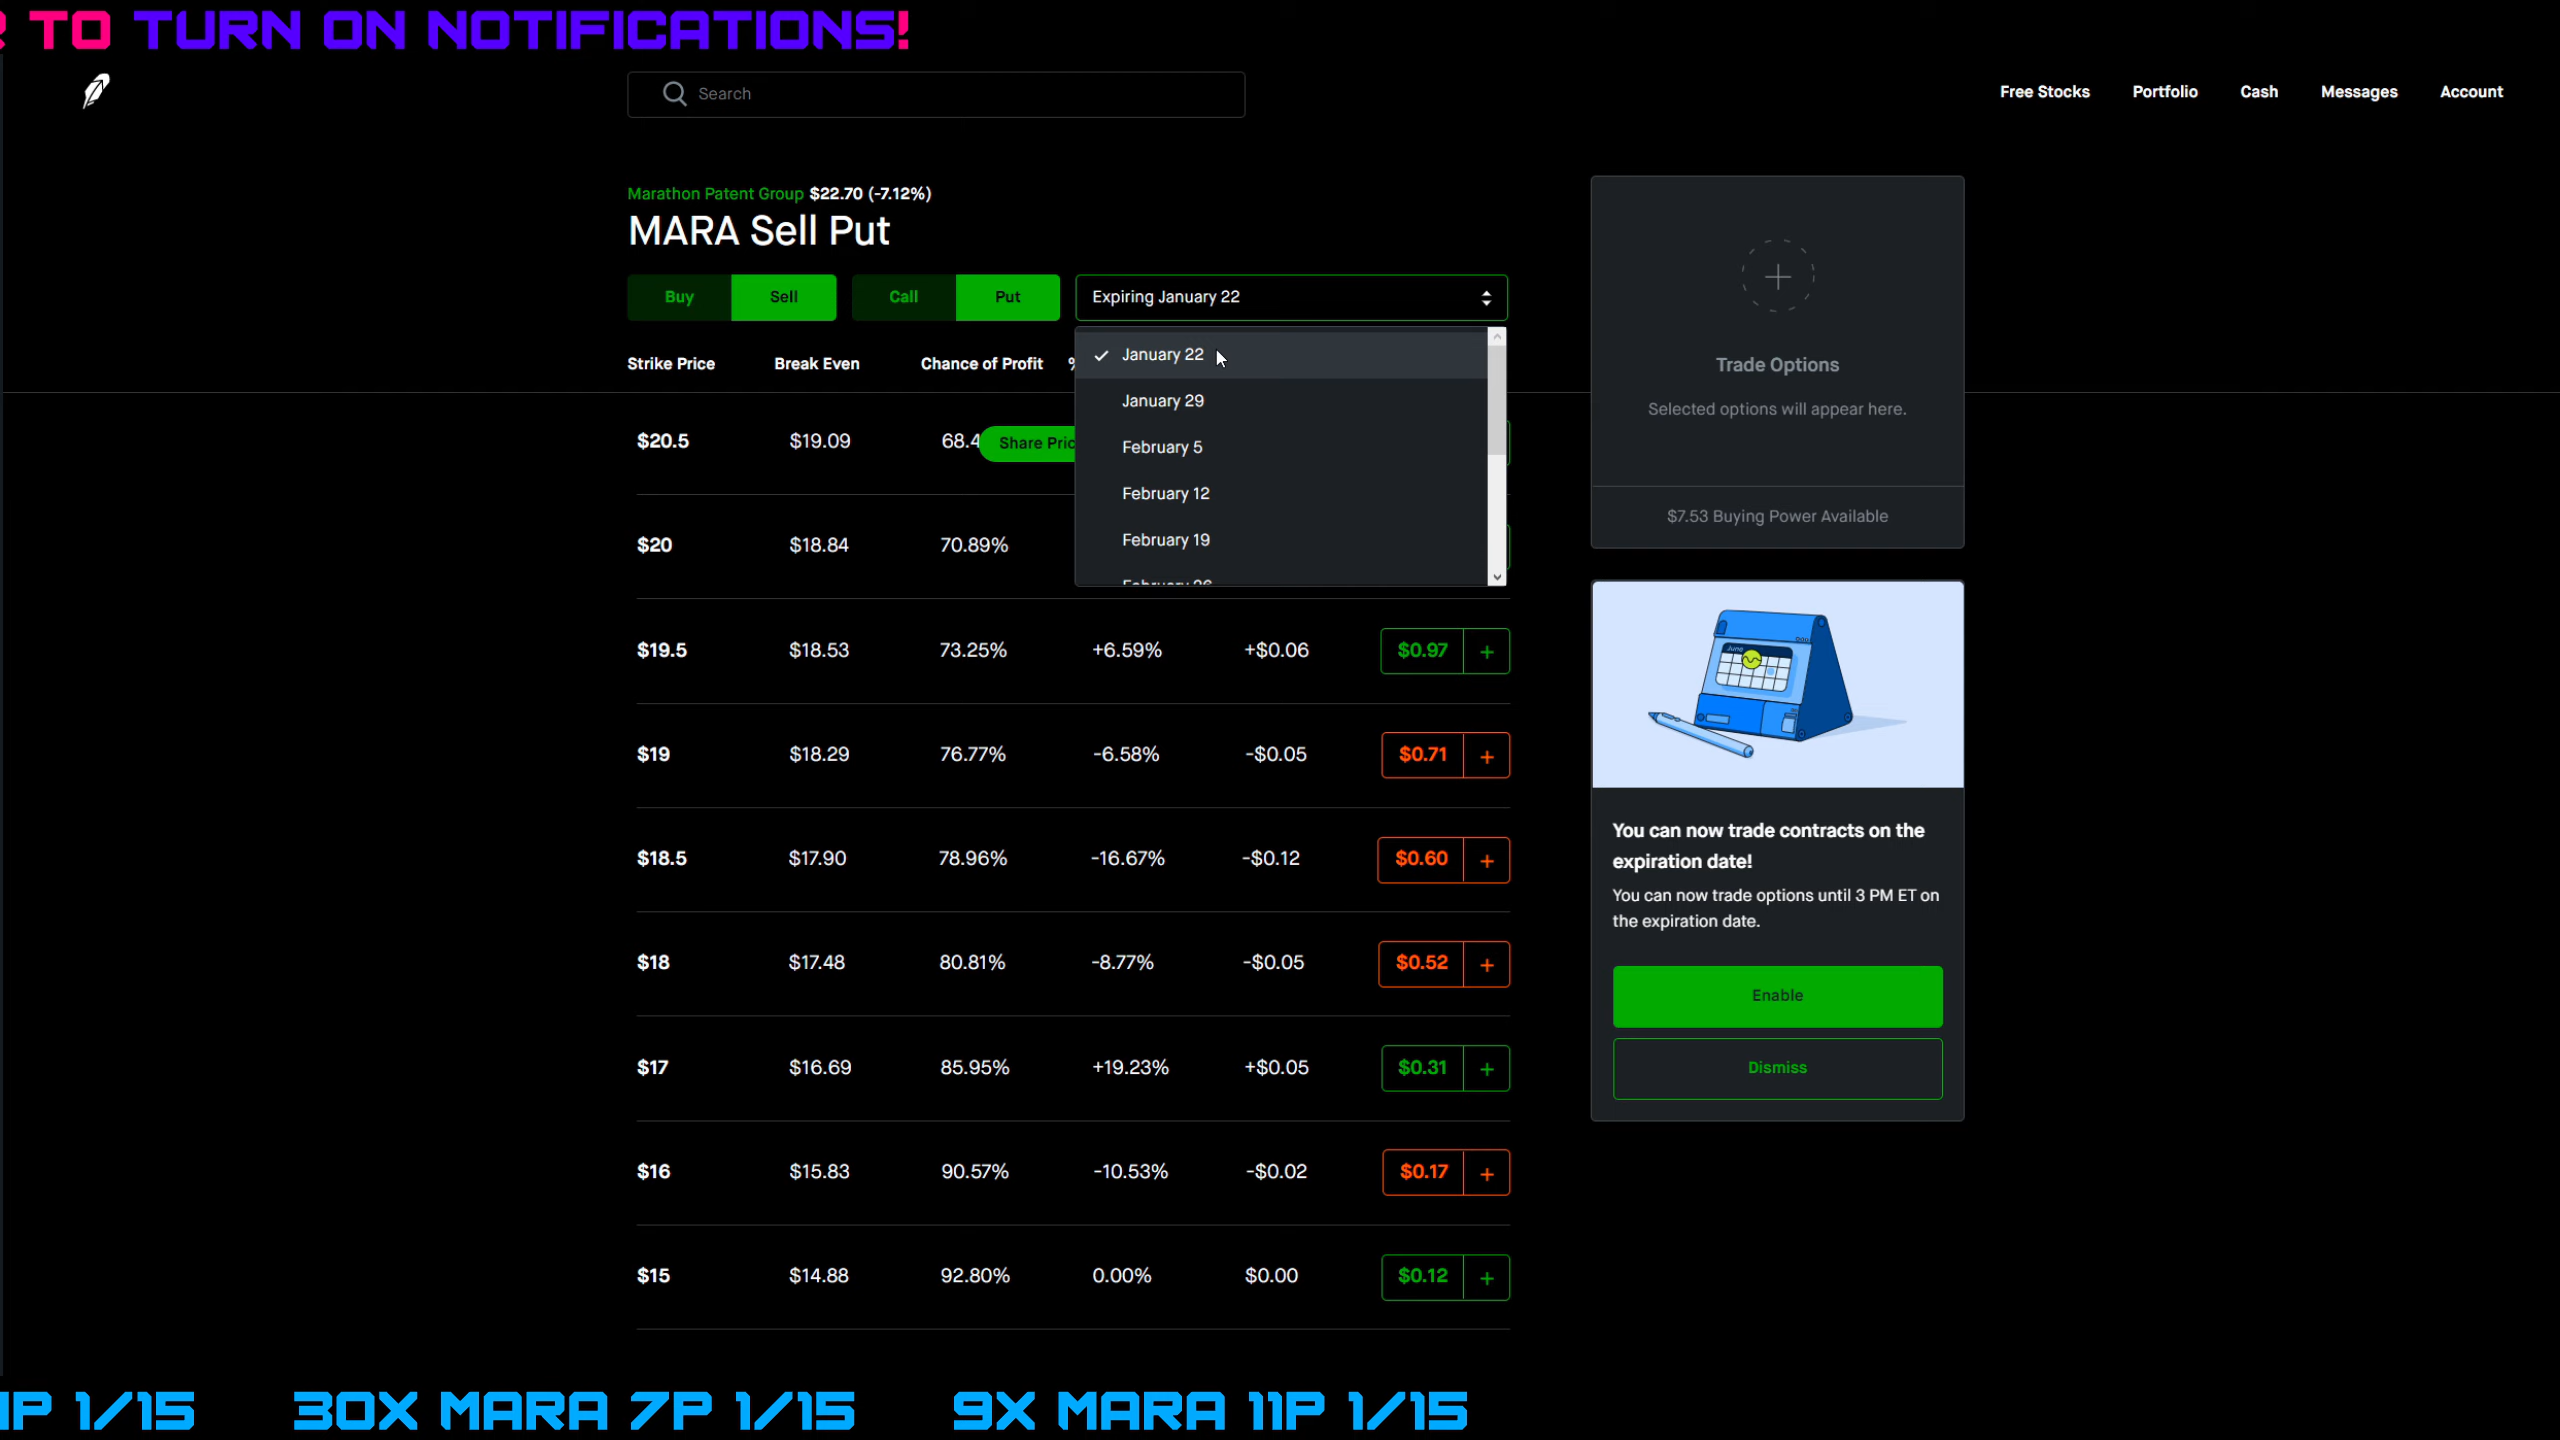 TO TURN ON NOTIFICATIONS!
Search
Free Stocks Portfolio Cash Messages Account
Marathon Patent Group $22.70 (-7.12%)
MARA Sell Put
Buy Sell Call Put Expiring January 22
Strike Price Break Even Chance of Profit %
January 22
January 29
February 5
February 12
February 19
$20.5 $19.09 68.4 Share Pric
$20 $18.84 70.89%
$19.5 $18.53 73.25% +6.59% +$0.06 $0.97 +
$19 $18.29 76.77% -6.58% -$0.05 $0.71 +
$18.5 $17.90 78.96% -16.67% -$0.12 $0.60 +
$18 $17.48 80.81% -8.77% -$0.05 $0.52 +
$17 $16.69 85.95% +19.23% +$0.05 $0.31 +
$16 $15.83 90.57% -10.53% -$0.02 $0.17 +
$15 $14.88 92.80% 0.00% $0.00 $0.12 +
Trade Options
Selected options will appear here.
$7.53 Buying Power Available
June
You can now trade contracts on the
expiration date!
You can now trade options until 3 PM ET on
the expiration date.
Enable
Dismiss
1/15 30X MARA 7P 1/15 9X MARA 11P 1/15